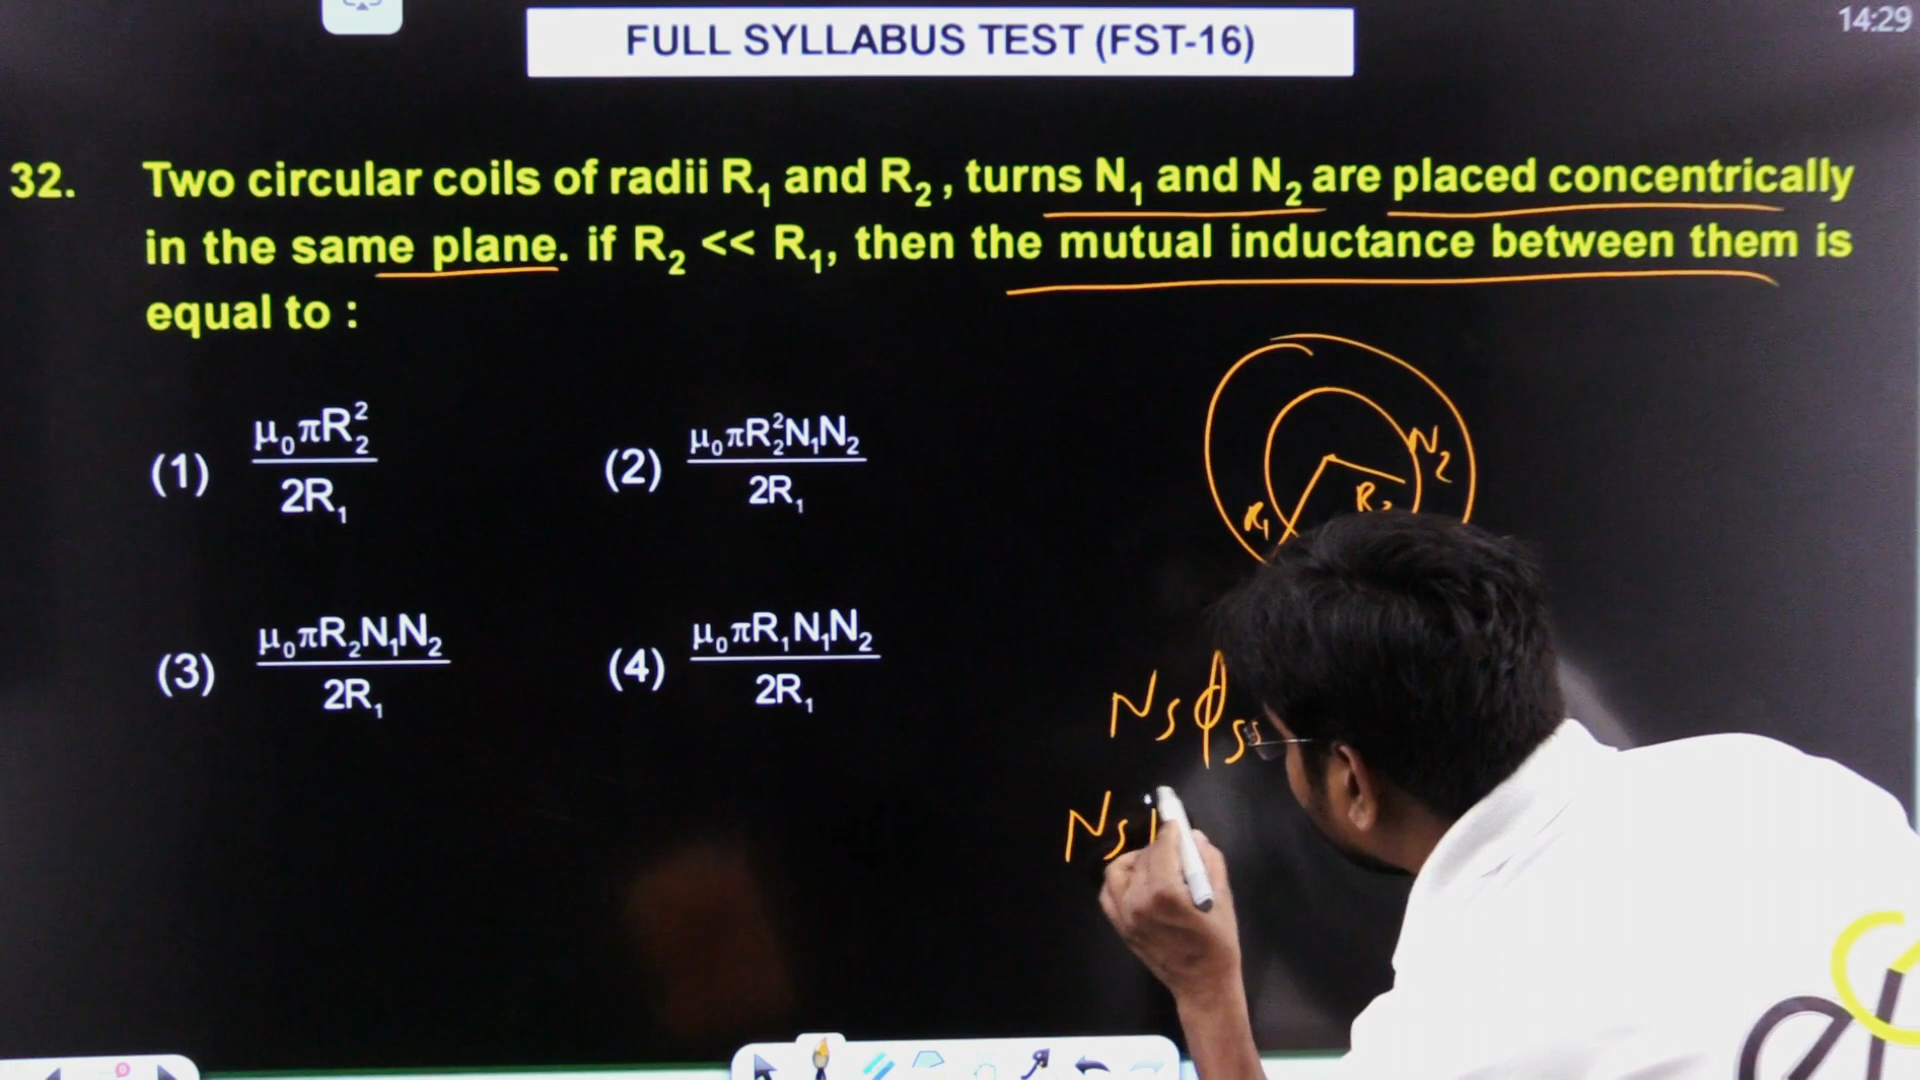 14:29
FULL SYLLABUS TEST (FST-16)
32. Two circular coils of radii R₁ and R₂, turns N₁ and N₂ are placed concentrically
in the same plane. if R₂ << R₁, then the mutual inductance between them is
equal to :
(1) μ₀πR₂² / 2R₁ (2) μ₀πR₂²N₁N₂ / 2R₁
(3) μ₀πR₂N₁N₂ / 2R₁ (4) μ₀πR₁N₁N₂ / 2R₁
N₂
R₁ R₂
Nsϕs
Ns